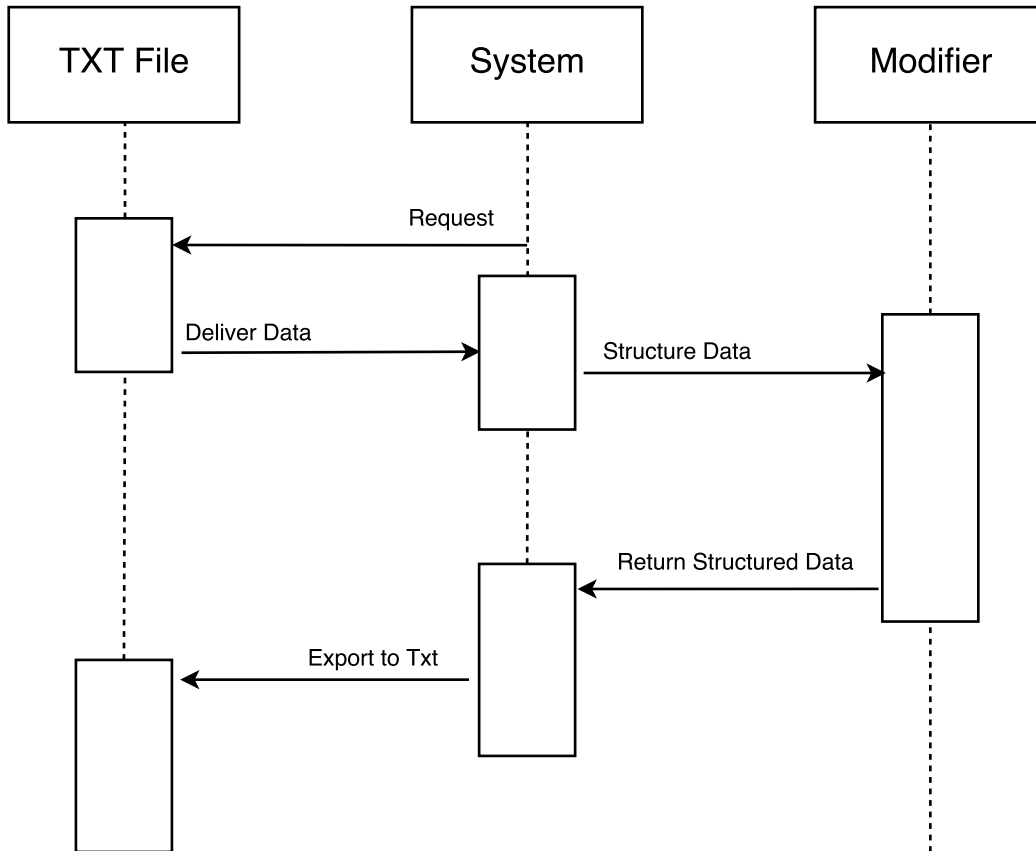 TXT File
System
Modifier
Request
Deliver Data
Structure Data
Return Structured Data
Export to Txt